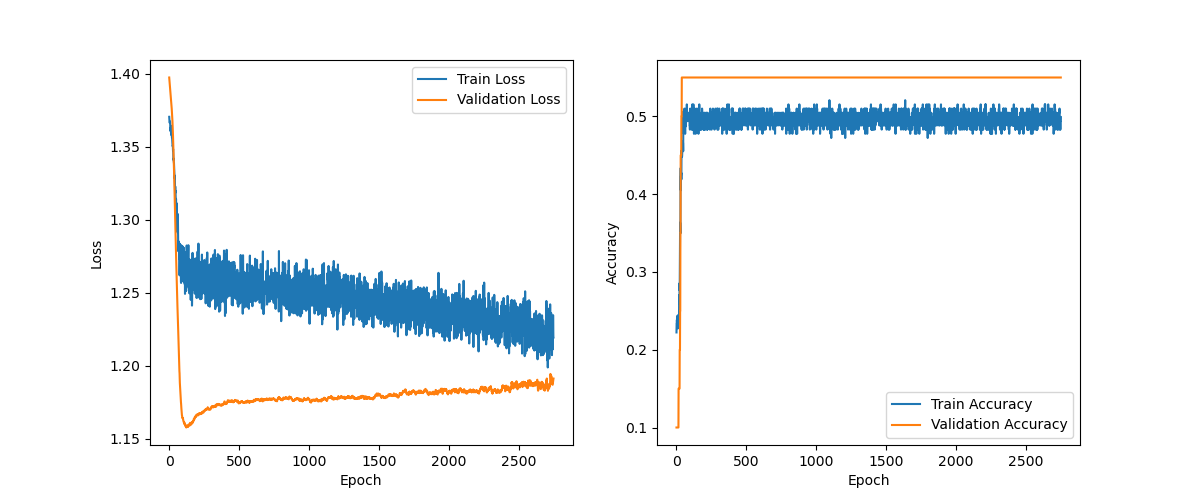 1.40
1.35
1.30
1.25
1.20
1.15
Loss
0
500
1000
1500
2000
2500
Epoch
Train Loss
Validation Loss
0.5
0.4
0.3
0.2
0.1
Accuracy
0
500
1000
1500
2000
2500
Epoch
Train Accuracy
Validation Accuracy